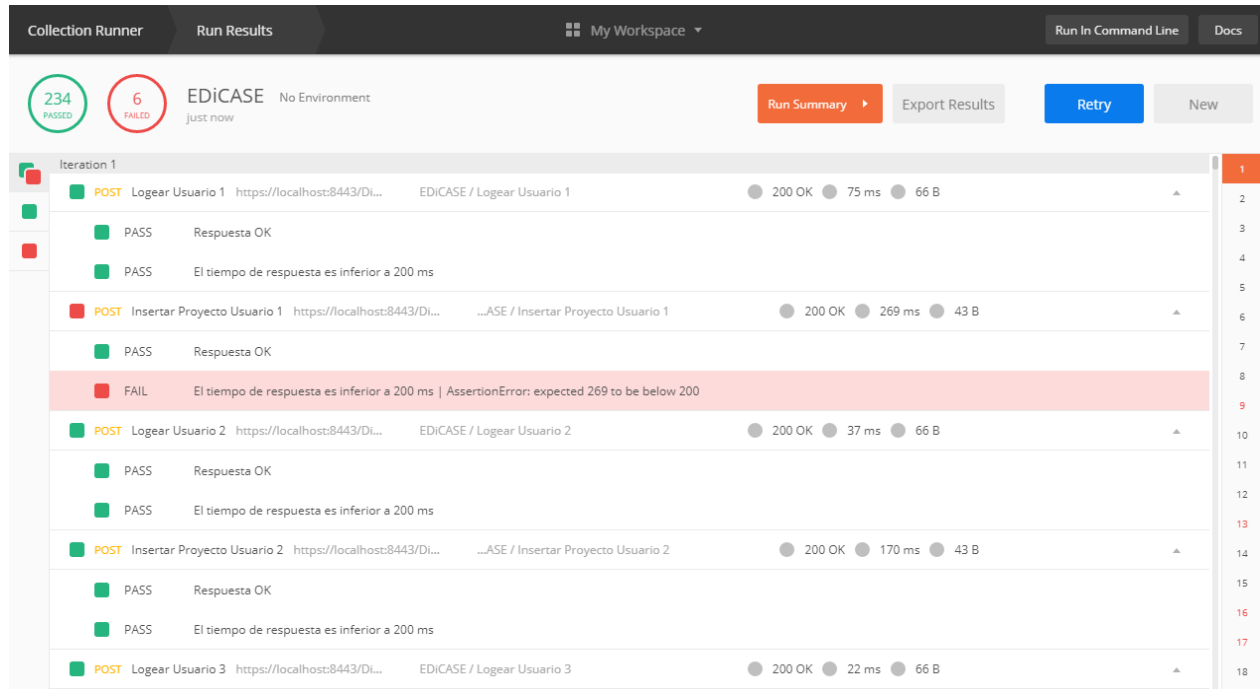 Collection Runner Run Results My Workspace Run In Command Line Docs
234 PASSED 6 FAILED EDiCASE No Environment just now Run Summary Export Results Retry New
Iteration 1
POST Logear Usuario 1 https://localhost:8443/Di... EDiCASE / Logear Usuario 1 200 OK 75 ms 66 B
PASS Respuesta OK
PASS El tiempo de respuesta es inferior a 200 ms
POST Insertar Proyecto Usuario 1 https://localhost:8443/Di... ...ASE / Insertar Proyecto Usuario 1 200 OK 269 ms 43 B
PASS Respuesta OK
FAIL El tiempo de respuesta es inferior a 200 ms | AssertionError: expected 269 to be below 200
POST Logear Usuario 2 https://localhost:8443/Di... EDiCASE / Logear Usuario 2 200 OK 37 ms 66 B
PASS Respuesta OK
PASS El tiempo de respuesta es inferior a 200 ms
POST Insertar Proyecto Usuario 2 https://localhost:8443/Di... ...ASE / Insertar Proyecto Usuario 2 200 OK 170 ms 43 B
PASS Respuesta OK
PASS El tiempo de respuesta es inferior a 200 ms
POST Logear Usuario 3 https://localhost:8443/Di... EDiCASE / Logear Usuario 3 200 OK 22 ms 66 B
1
2
3
4
5
6
7
8
9
10
11
12
13
14
15
16
17
18